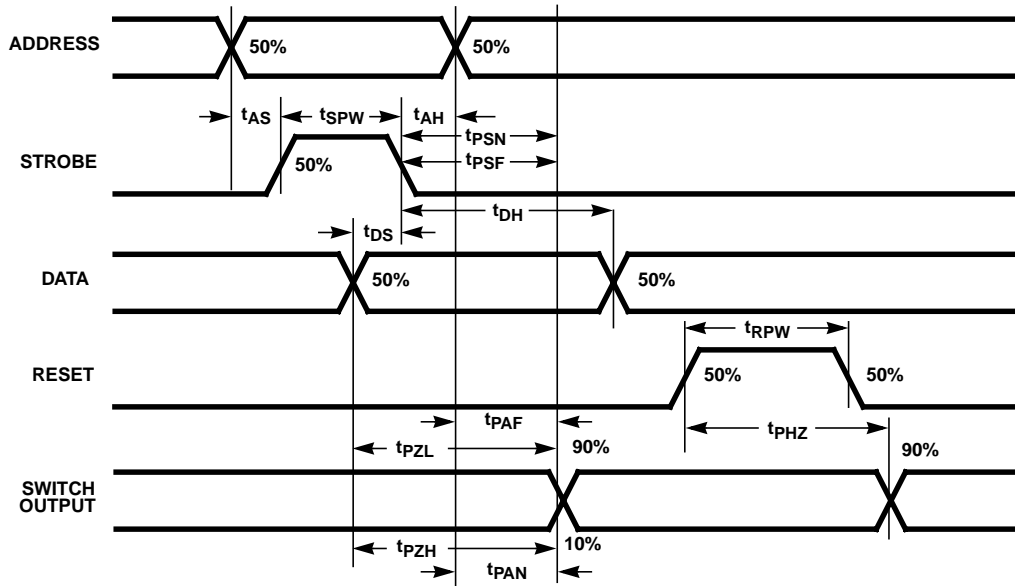 ADDRESS
50%
50%
tAS
tSPW
tAH
tPSN
STROBE
50%
tPSF
tDH
tDS
DATA
50%
50%
tRPW
RESET
50%
50%
tPAF
tPHZ
tPZL
90%
90%
SWITCH
OUTPUT
tPZH
10%
tPAN